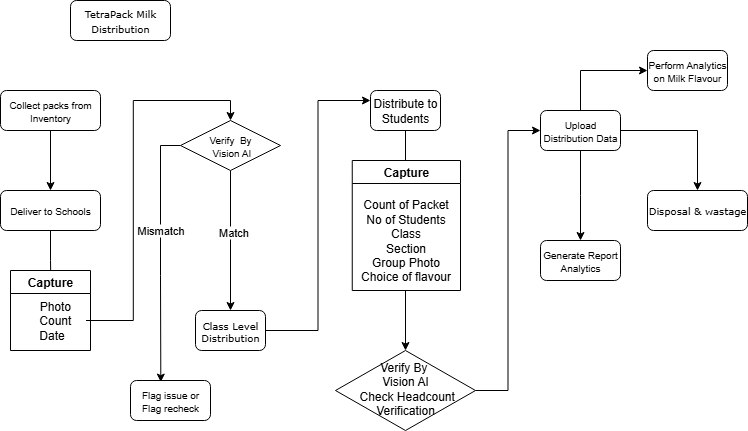 TetraPack Milk
Distribution
Collect packs from
Inventory
Deliver to Schools
Capture
Photo
Count
Date
Verify By
Vision AI
Mismatch
Match
Flag issue or
Flag recheck
Class Level
Distribution
Distribute to
Students
Capture
Count of Packet
No of Students
Class
Section
Group Photo
Choice of flavour
Verify By
Vision AI
Check Headcount
Verification
Upload
Distribution Data
Perform Analytics
on Milk Flavour
Disposal & wastage
Generate Report
Analytics